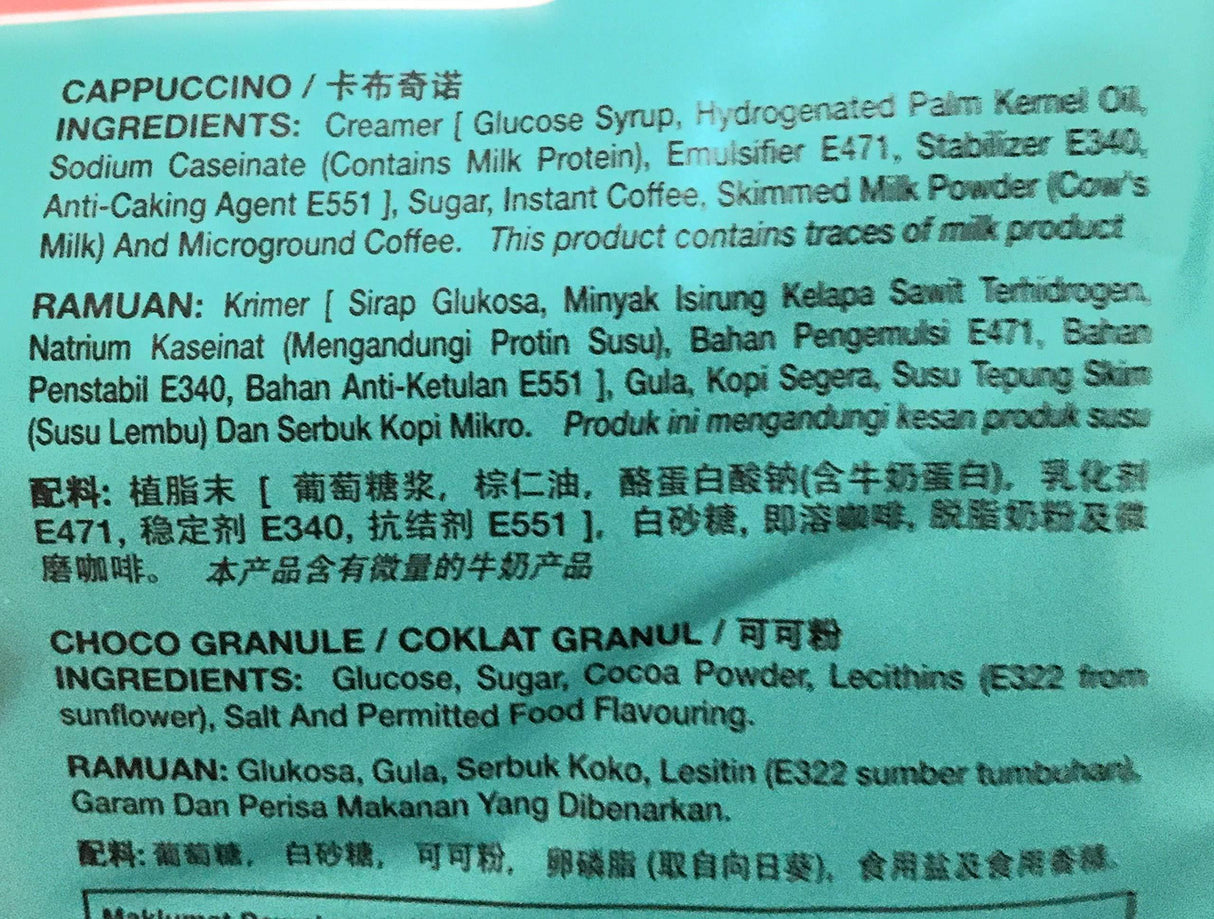 CAPPUCCINO / 卡布奇诺
INGREDIENTS: Creamer [ Glucose Syrup, Hydrogenated Palm Kernel Oil,
Sodium Caseinate (Contains Milk Protein), Emulsifier E471, Stabilizer E340,
Anti-Caking Agent E551 ], Sugar, Instant Coffee, Skimmed Milk Powder (Cow's
Milk) And Microground Coffee. This product contains traces of milk product
RAMUAN: Krimer [ Sirap Glukosa, Minyak Isirung Kelapa Sawit Terhidrogen,
Natrium Kaseinat (Mengandungi Protin Susu), Bahan Pengemulsi E471, Bahan
Penstabil E340, Bahan Anti-Ketulan E551 ], Gula, Kopi Segera, Susu Tepung Skim
(Susu Lembu) Dan Serbuk Kopi Mikro. Produk ini mengandungi kesan produk susu
配料: 植脂末 [ 葡萄糖浆, 棕仁油, 酪蛋白酸钠(含牛奶蛋白), 乳化剂
E471, 稳定剂 E340, 抗结剂 E551 ], 白砂糖, 即溶咖啡, 脱脂奶粉及微
磨咖啡。 本产品含有微量的牛奶产品
CHOCO GRANULE / COKLAT GRANUL / 可可粉
INGREDIENTS: Glucose, Sugar, Cocoa Powder, Lecithins (E322 from
sunflower), Salt And Permitted Food Flavouring.
RAMUAN: Glukosa, Gula, Serbuk Koko, Lesitin (E322 sumber tumbuhan),
Garam Dan Perisa Makanan Yang Dibenarkan.
配料: 葡萄糖, 白砂糖, 可可粉, 卵磷脂 (取自向日葵), 食用盐及食用香精.
Maklumat